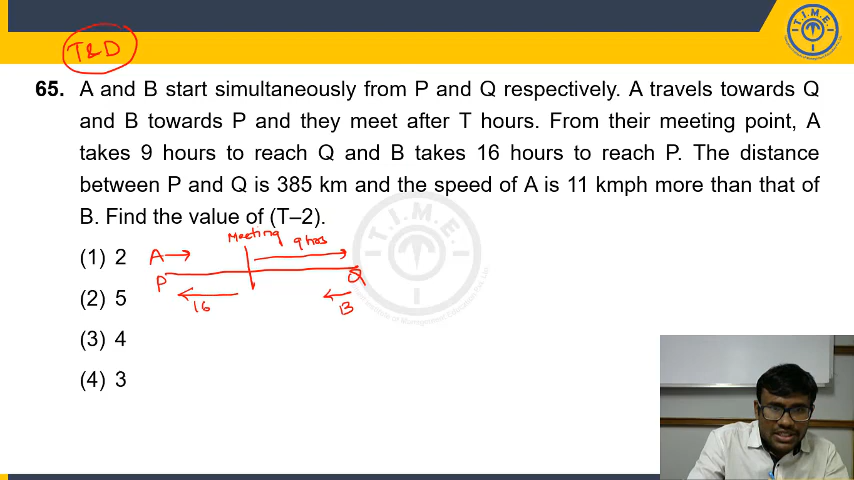 T.I.M.E.
T&D
65. A and B start simultaneously from P and Q respectively. A travels towards Q
and B towards P and they meet after T hours. From their meeting point, A
takes 9 hours to reach Q and B takes 16 hours to reach P. The distance
between P and Q is 385 km and the speed of A is 11 kmph more than that of
B. Find the value of (T–2).
Meeting
9 hrs
(1) 2
A
P
Q
(2) 5
16
B
(3) 4
(4) 3
T.I.M.E.